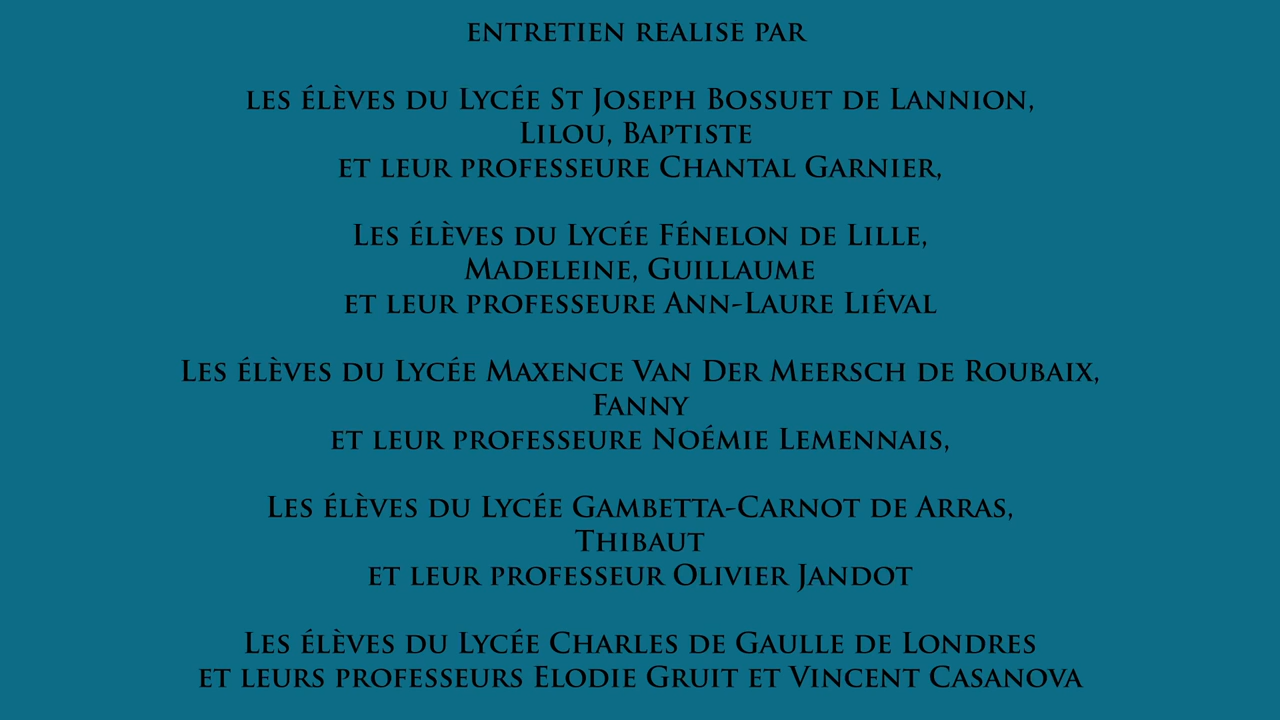 ENTRETIEN REALISE PAR
LES ÉLÈVES DU LYCÉE ST JOSEPH BOSSUET DE LANNION,
LILOU, BAPTISTE
ET LEUR PROFESSEURE CHANTAL GARNIER,
LES ÉLÈVES DU LYCÉE FÉNELON DE LILLE,
MADELEINE, GUILLAUME
ET LEUR PROFESSEURE ANN-LAURE LIÉVAL
LES ÉLÈVES DU LYCÉE MAXENCE VAN DER MEERSCH DE ROUBAIX,
FANNY
ET LEUR PROFESSEURE NOÉMIE LEMENNAIS,
LES ÉLÈVES DU LYCÉE GAMBETTA-CARNOT DE ARRAS,
THIBAUT
ET LEUR PROFESSEUR OLIVIER JANDOT
LES ÉLÈVES DU LYCÉE CHARLES DE GAULLE DE LONDRES
ET LEURS PROFESSEURS ELODIE GRUIT ET VINCENT CASANOVA